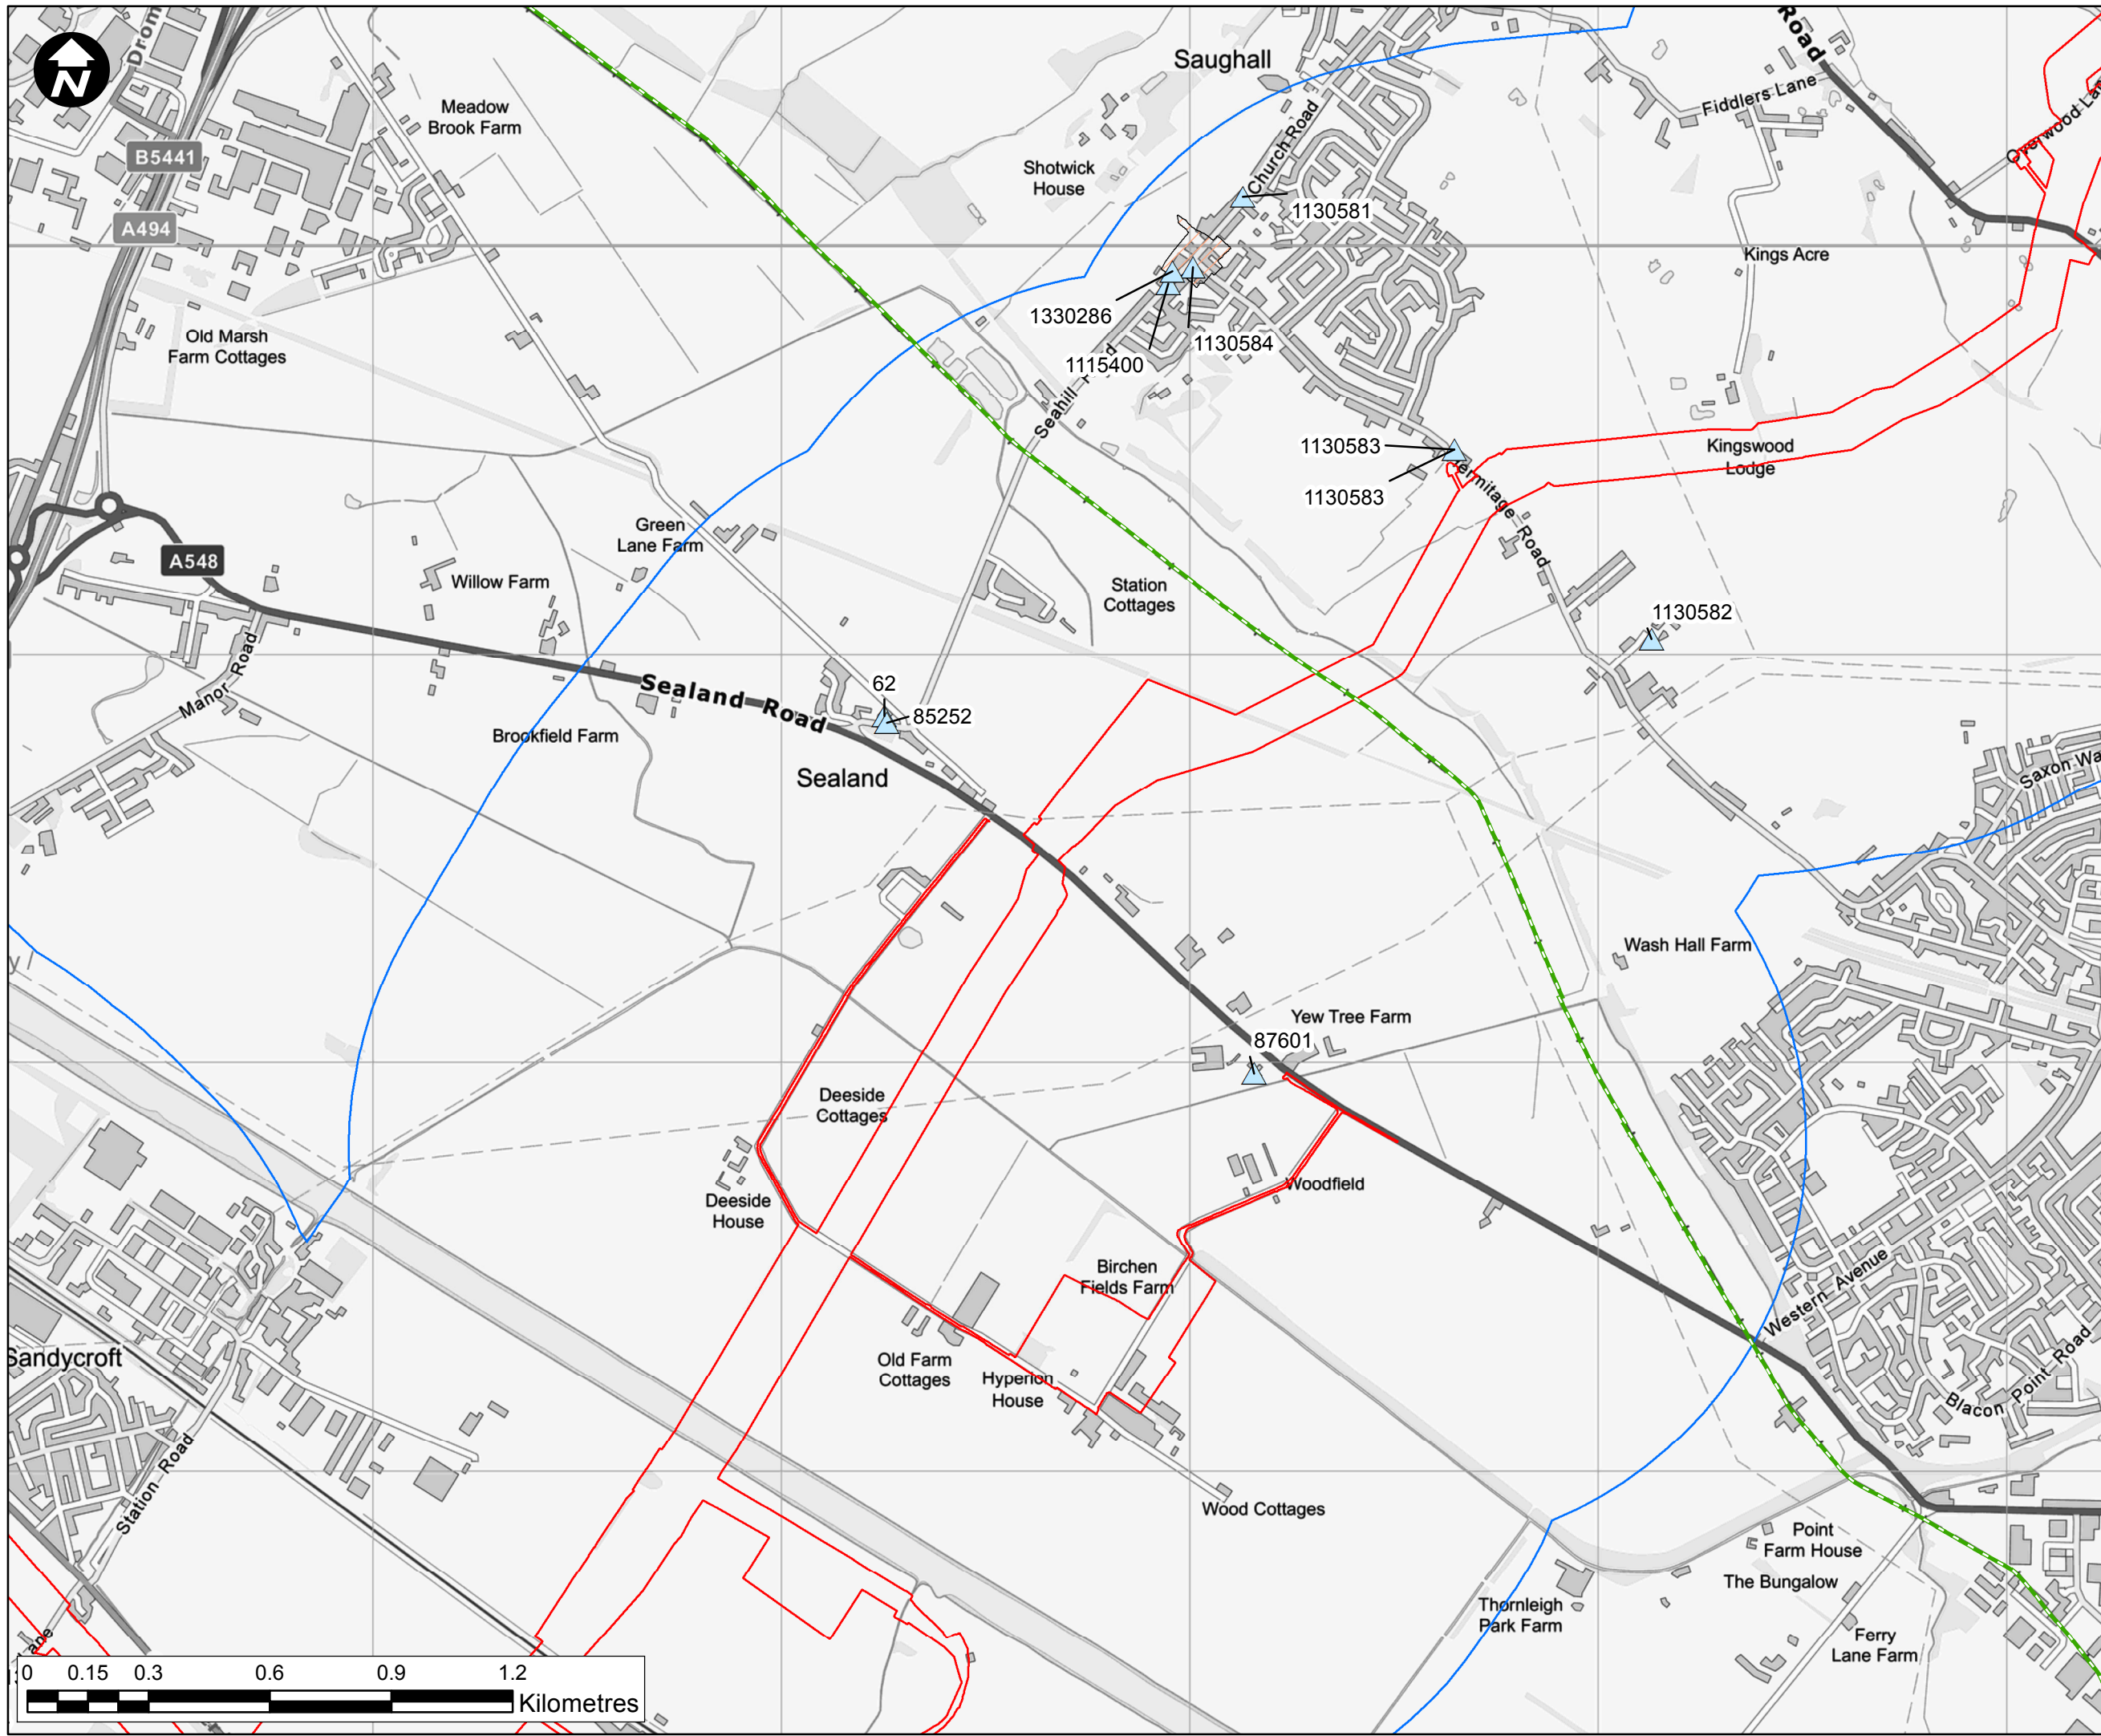 N
Drom
B5441
A494
Meadow
Brook Farm
Old Marsh
Farm Cottages
Saughall
Shotwick
House
Church Road
1130581
1330286
1115400
1130584
Seahill
Road
Fiddlers Lane
Overwood Lan
Kings Acre
1130583
1130583
Hermitage Road
Kingswood
Lodge
A548
Green
Lane Farm
Willow Farm
Station
Cottages
1130582
Manor Road
Sealand Road
62
85252
Brookfield Farm
Sealand
Saxon Wa
Wash Hall Farm
Yew Tree Farm
87601
Deeside
Cottages
Deeside
House
Woodfield
Birchen
Fields Farm
Western Avenue
Old Farm
Cottages
Hyperion
House
Blacon Point Road
Sandycroft
Station Road
Wood Cottages
Point
Farm House
The Bungalow
Thornleigh
Park Farm
Ferry
Lane Farm
ane
0 0.15 0.3 0.6 0.9 1.2
Kilometres